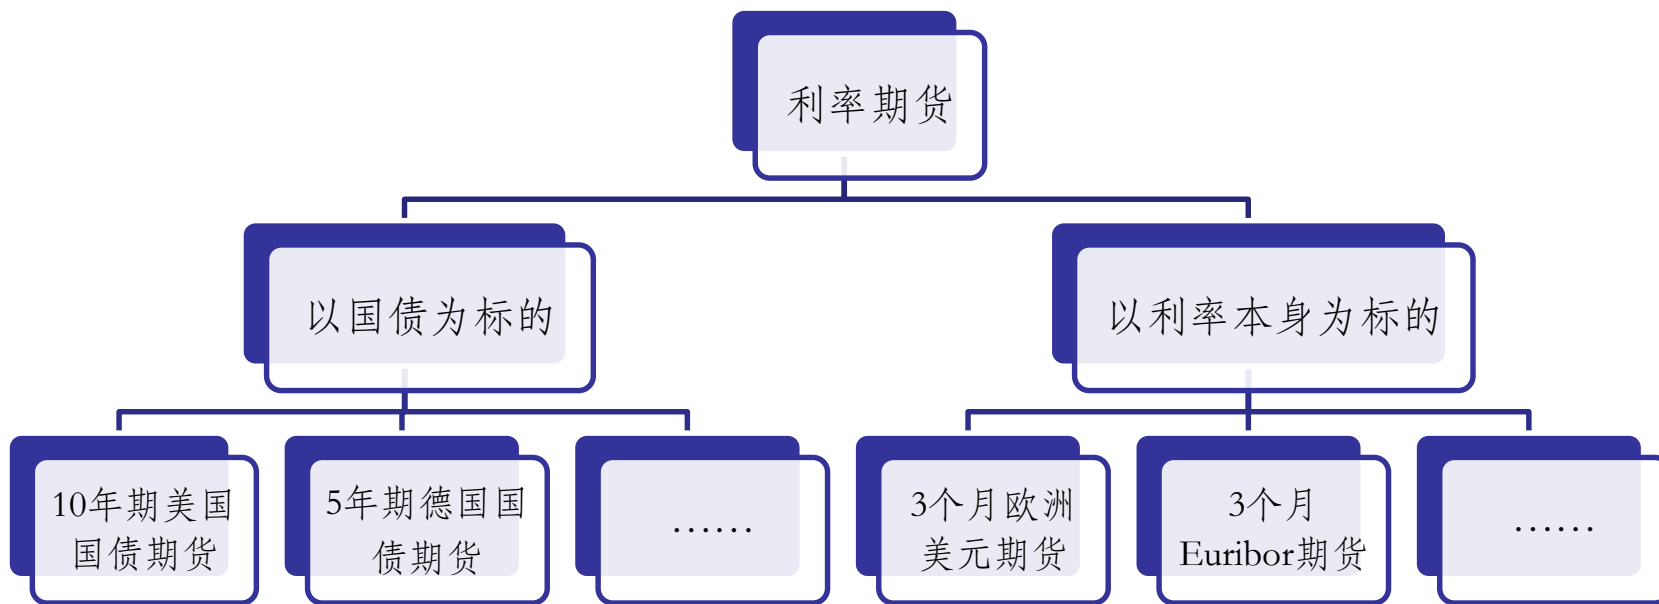 利率期货
以国债为标的
以利率本身为标的
10年期美国
国债期货
5年期德国国
债期货
……
3个月欧洲
美元期货
3个月
Euribor期货
……